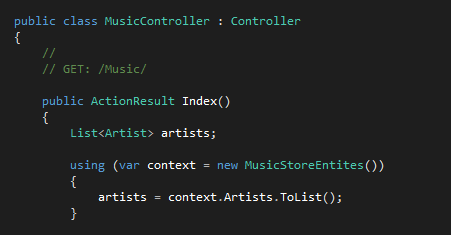 public class MusicController : Controller
{
//
// GET: /Music/
public ActionResult Index()
{
List<Artist> artists;
using (var context = new MusicStoreEntites())
{
artists = context.Artists.ToList();
}